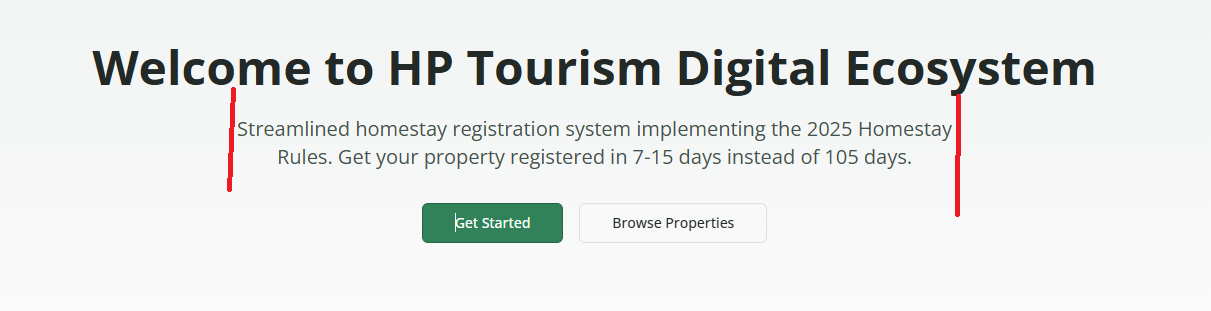 Welcome to HP Tourism Digital Ecosystem
Streamlined homestay registration system implementing the 2025 Homestay
Rules. Get your property registered in 7-15 days instead of 105 days.
Get Started
Browse Properties